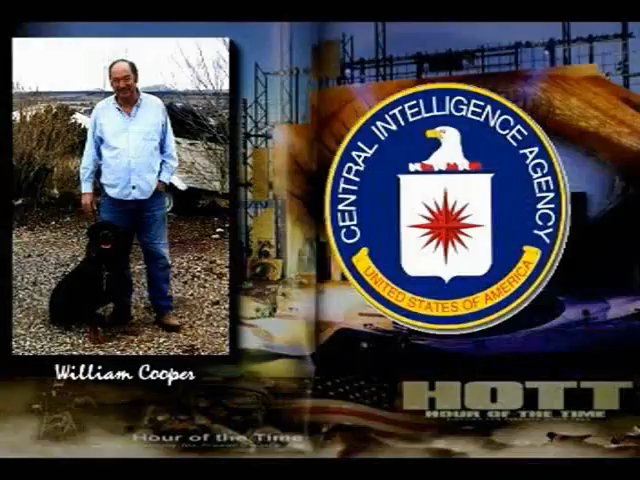 William Cooper
CENTRAL INTELLIGENCE AGENCY
UNITED STATES OF AMERICA
HOTT
HOUR OF THE TIME
Hour of the Time